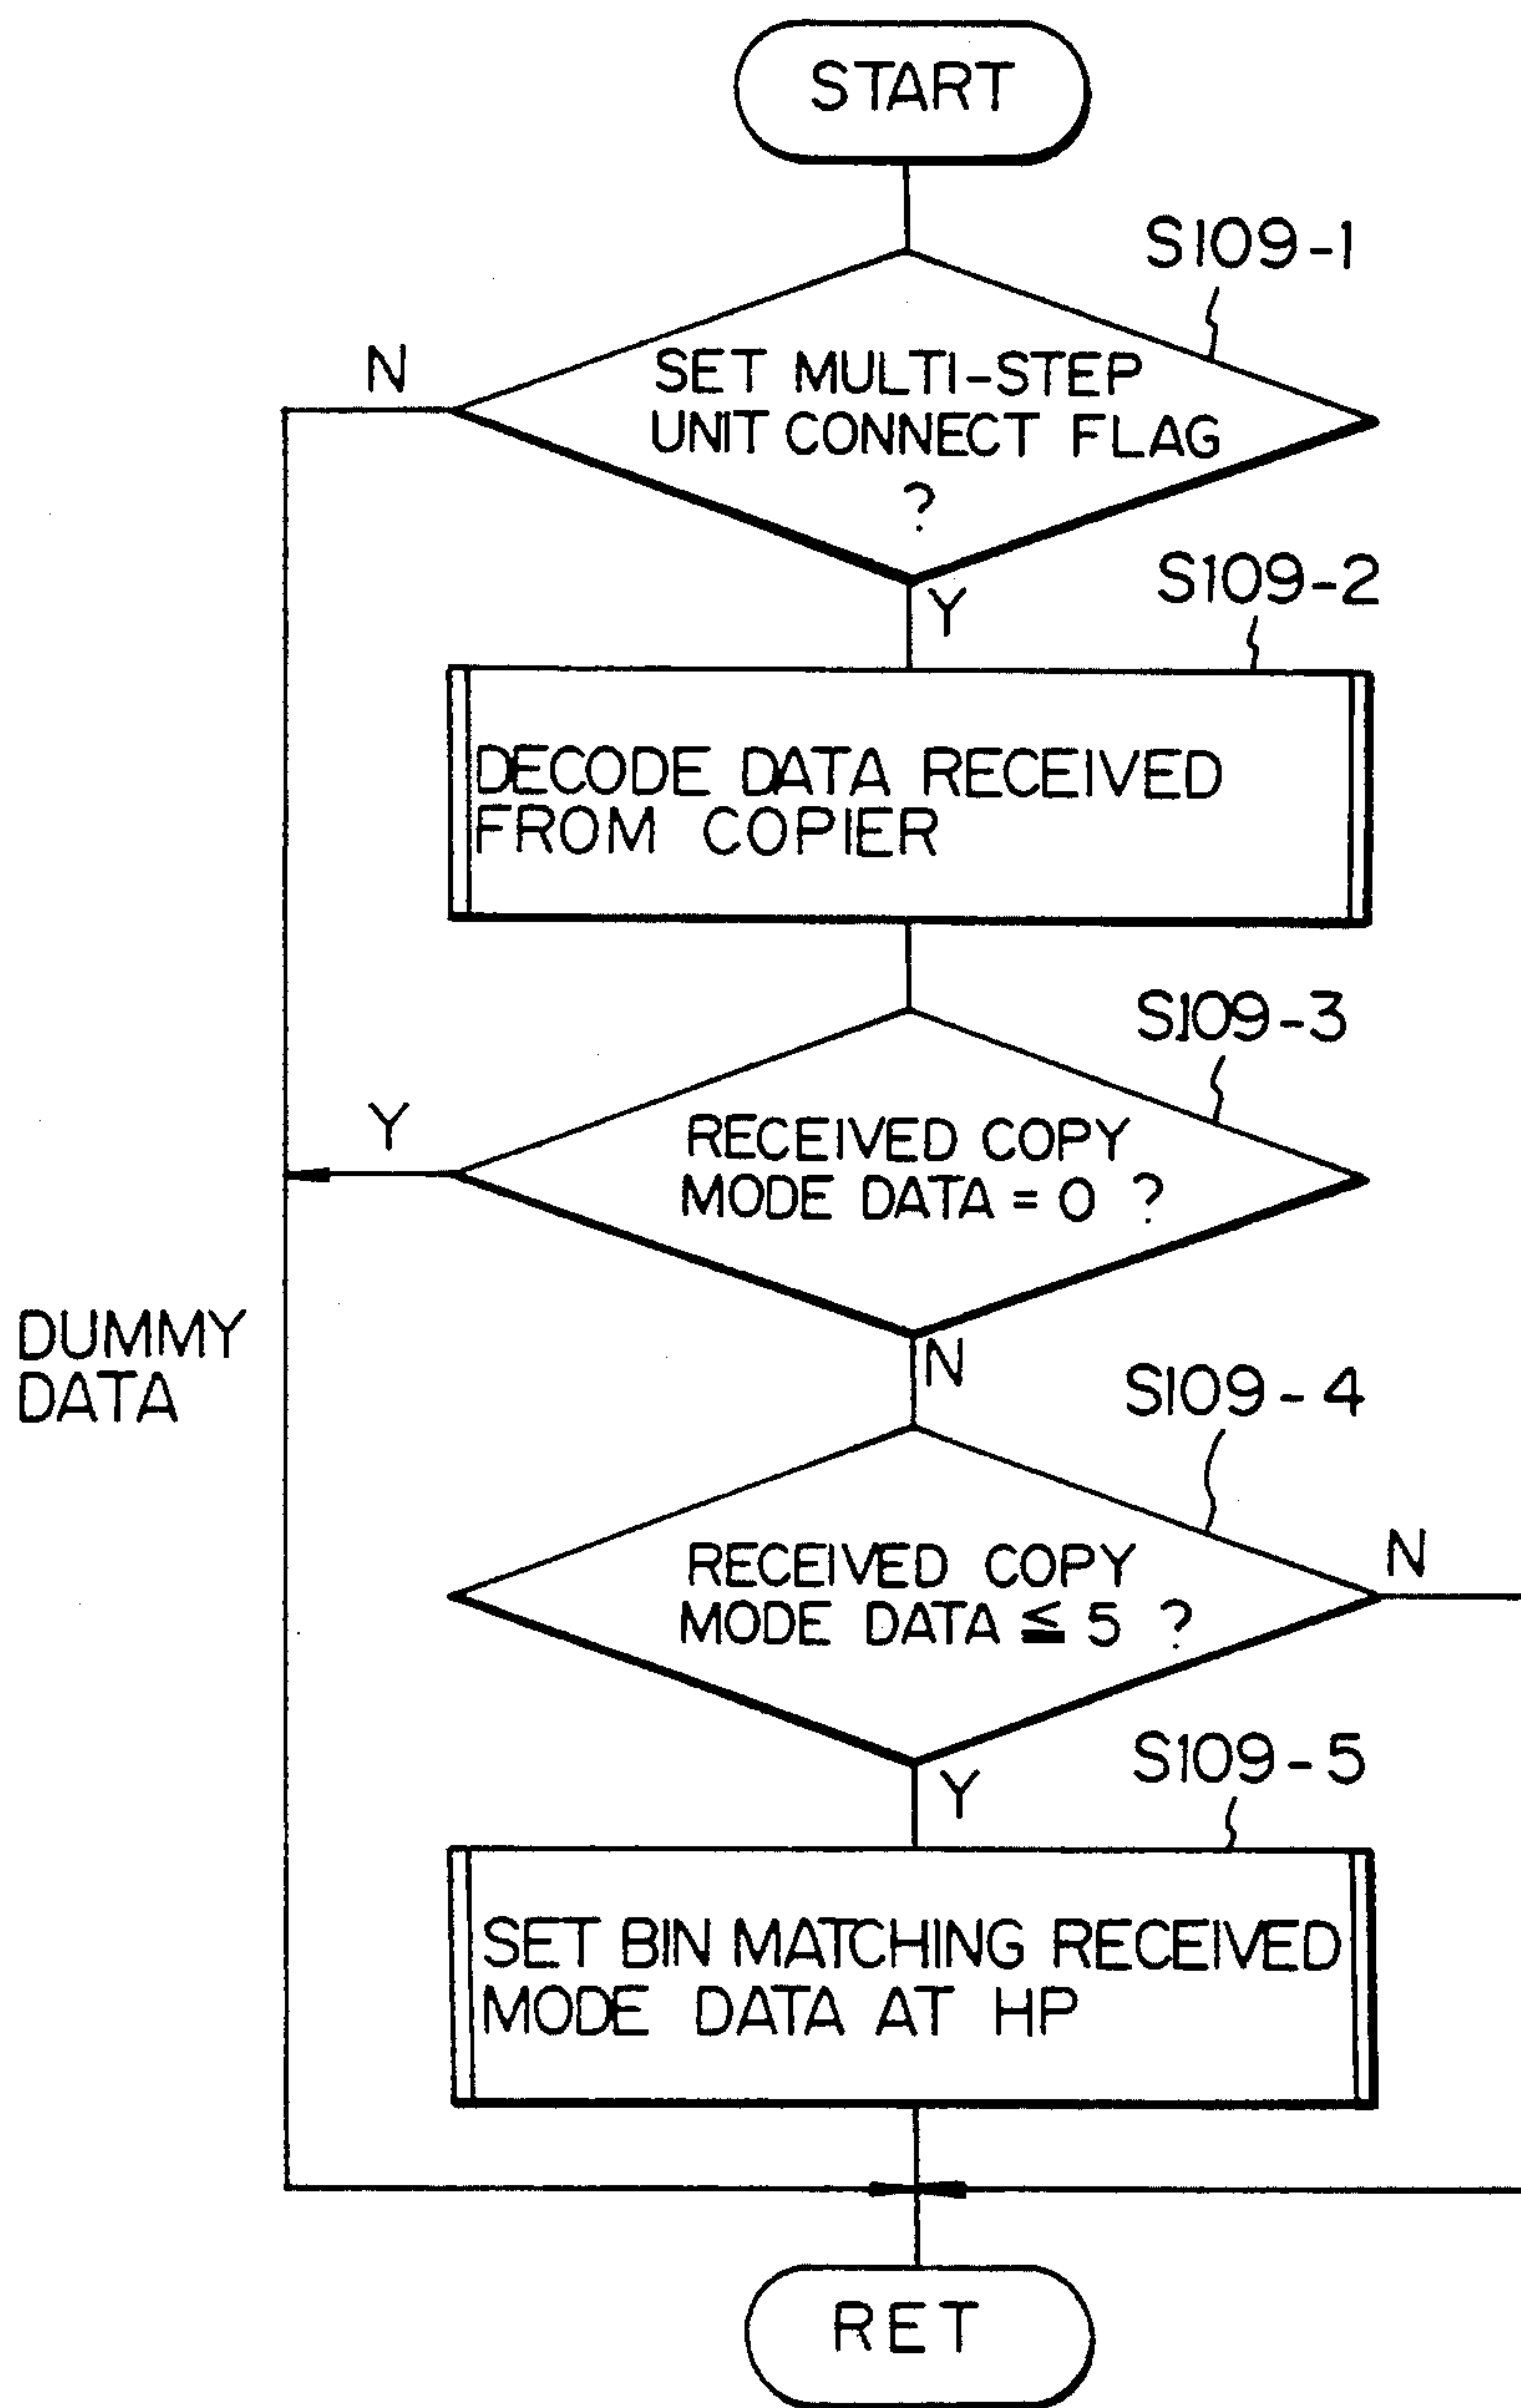 START
S109-1
N
SET MULTI-STEP
UNIT CONNECT FLAG
?
Y
S109-2
DECODE DATA RECEIVED
FROM COPIER
S109-3
Y
RECEIVED COPY
MODE DATA = 0 ?
N
DUMMY
DATA
S109-4
RECEIVED COPY
MODE DATA ≦ 5 ?
N
Y
S109-5
SET BIN MATCHING RECEIVED
MODE DATA AT HP
RET